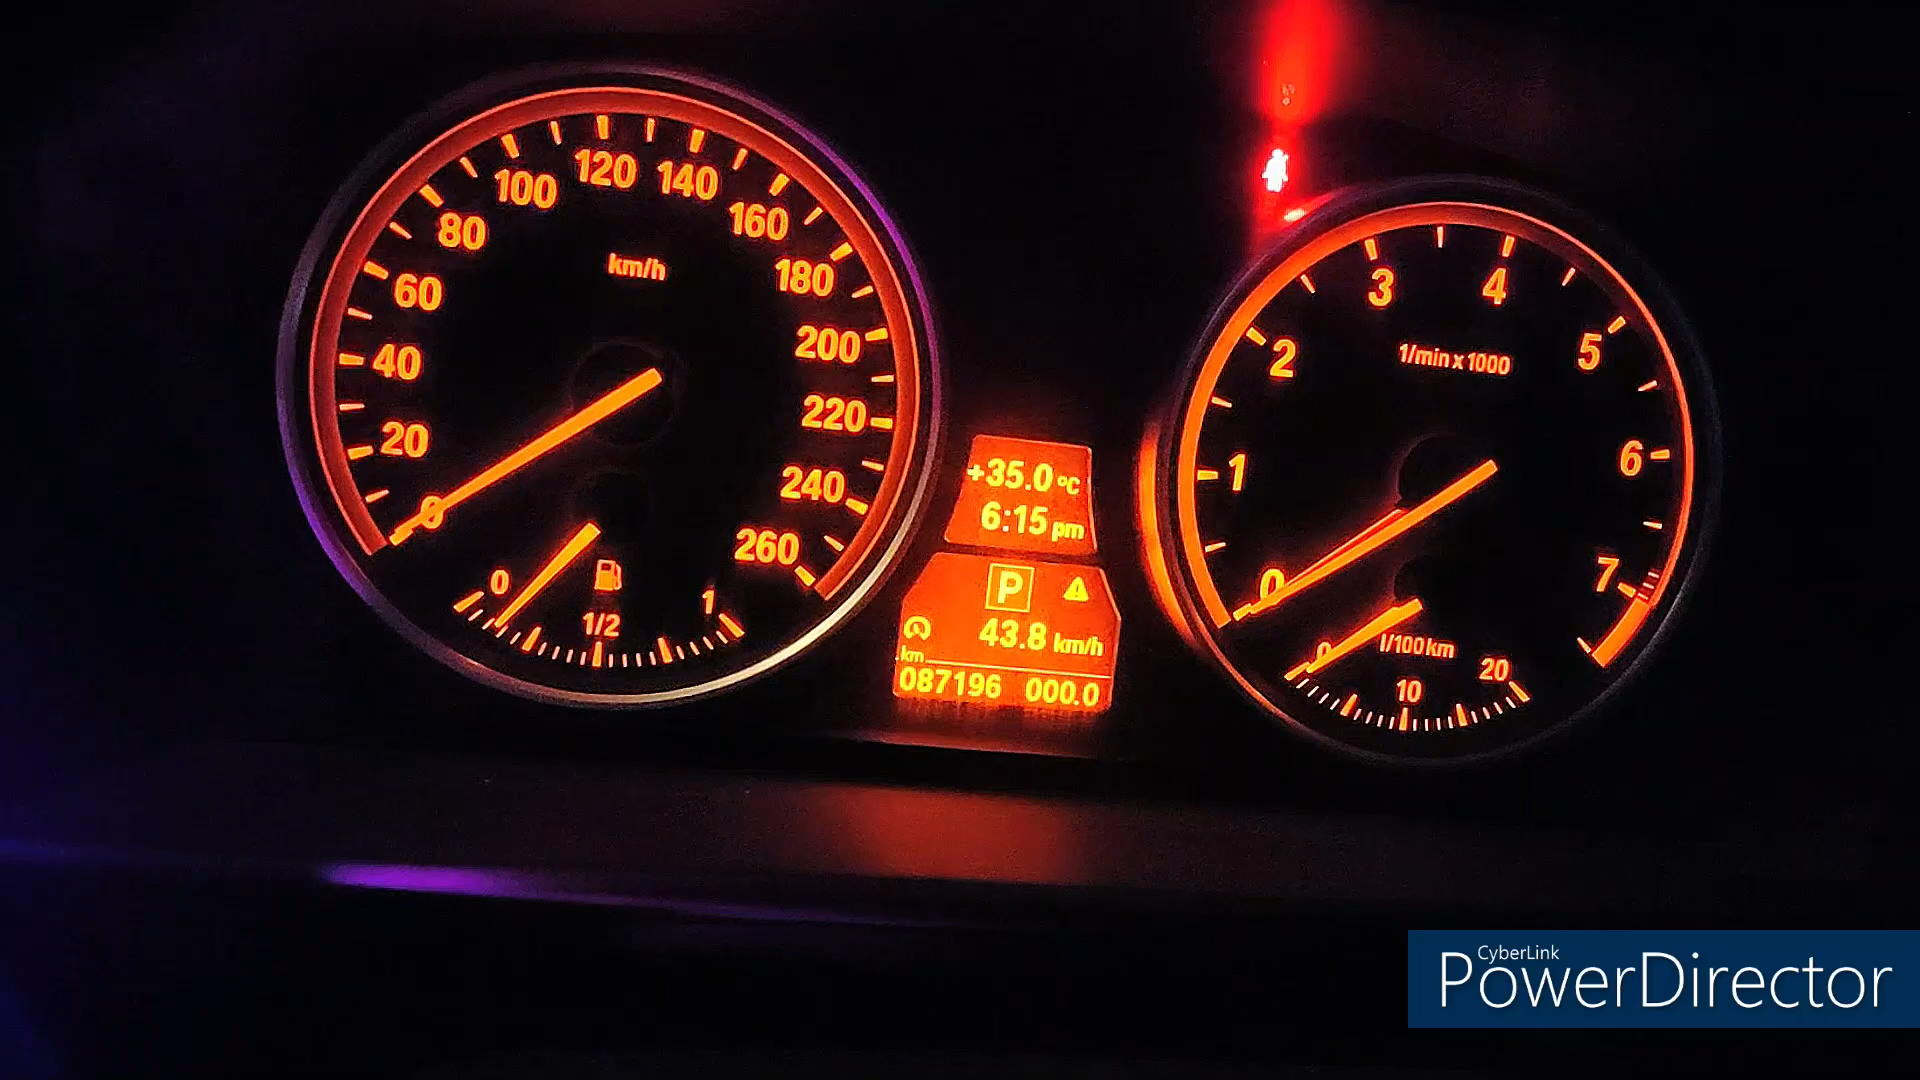 0
20
40
60
80
100
120
140
160
180
200
220
240
260
km/h
0
1/2
1
+35.0 °C
6:15 pm
P
43.8 km/h
km
087196 000.0
0
1
2
3
4
5
6
7
1/min x 1000
0
10
20
l/100km
CyberLink
PowerDirector